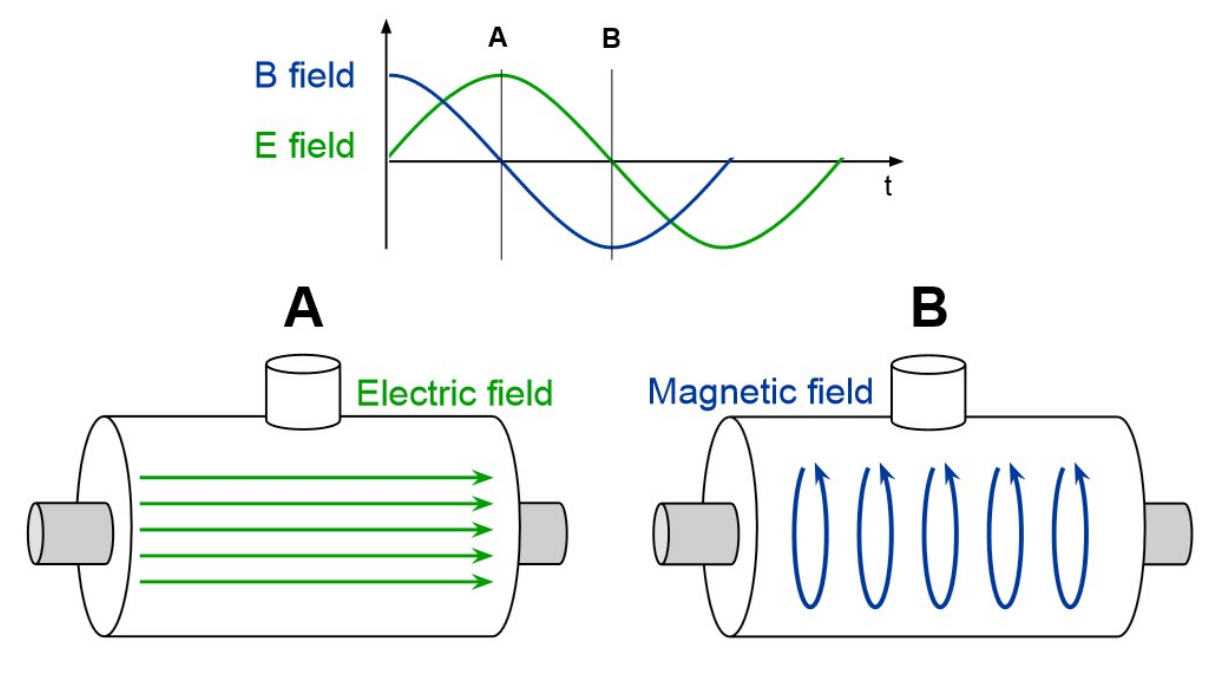 A B
B field
E field
t
A B
Electric field Magnetic field